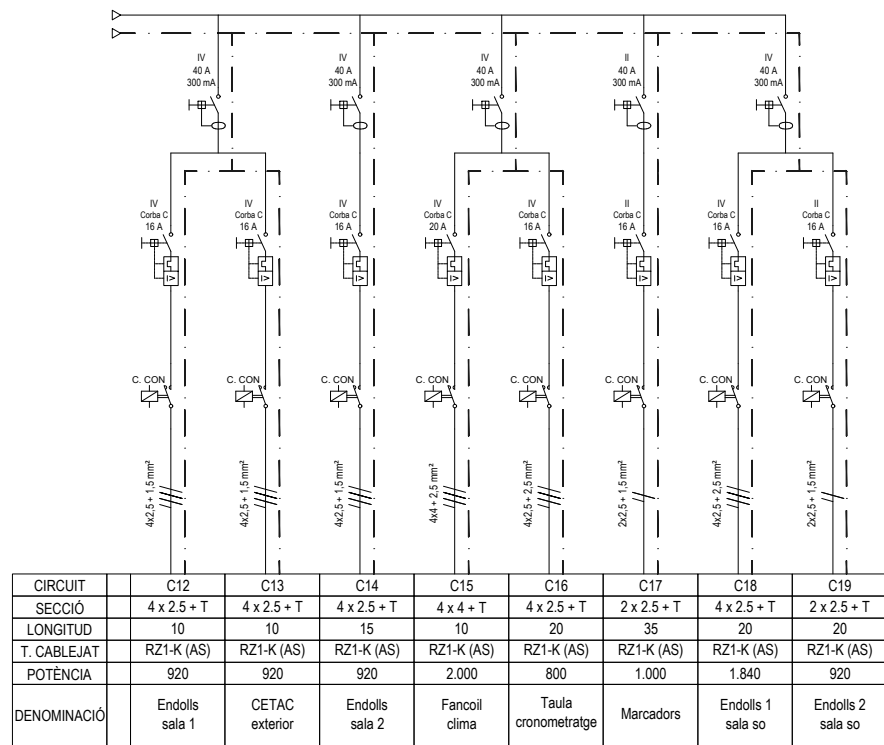 IV IV IV II IV
40 A 40 A 40 A 40 A 40 A
300 mA 300 mA 300 mA 300 mA 300 mA
IV IV IV IV IV II IV II
Corba C Corba C Corba C Corba C Corba C Corba C Corba C Corba C
16 A 16 A 16 A 20 A 16 A 16 A 16 A 16 A
I> I> I> I> I> I> I> I>
C. CON C. CON C. CON C. CON C. CON C. CON C. CON C. CON
4x2,5 + 1,5 mm² 4x2,5 + 1,5 mm² 4x2,5 + 1,5 mm² 4x4 + 2,5 mm² 4x2,5 + 2,5 mm² 2x2,5 + 1,5 mm² 4x2,5 + 2,5 mm² 2x2,5 + 1,5 mm²
CIRCUIT C12 C13 C14 C15 C16 C17 C18 C19
SECCIÓ 4 x 2.5 + T 4 x 2.5 + T 4 x 2.5 + T 4 x 4 + T 4 x 2.5 + T 2 x 2.5 + T 4 x 2.5 + T 2 x 2.5 + T
LONGITUD 10 10 15 10 20 35 20 20
T. CABLEJAT RZ1-K (AS) RZ1-K (AS) RZ1-K (AS) RZ1-K (AS) RZ1-K (AS) RZ1-K (AS) RZ1-K (AS) RZ1-K (AS)
POTÈNCIA 920 920 920 2.000 800 1.000 1.840 920
DENOMINACIÓ Endolls sala 1 CETAC exterior Endolls sala 2 Fancoil clima Taula cronometratge Marcadors Endolls 1 sala so Endolls 2 sala so